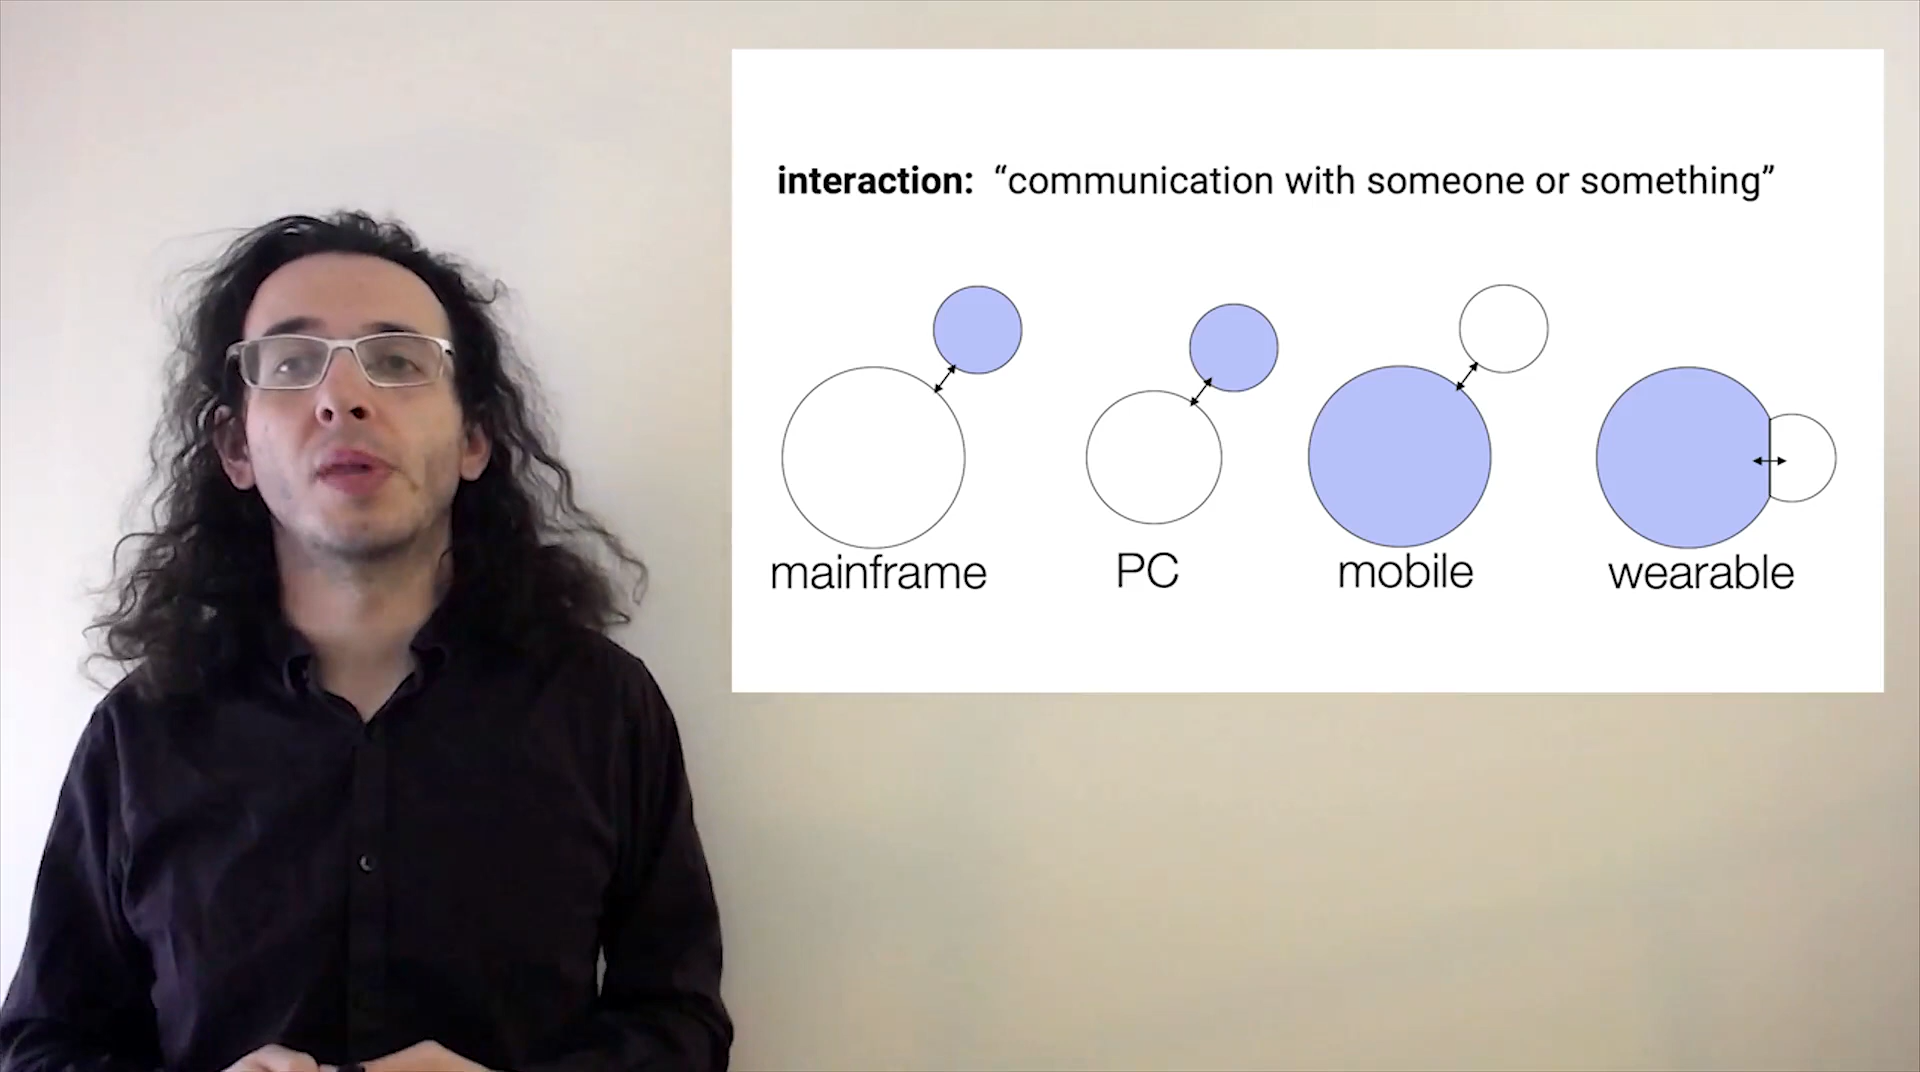 interaction: “communication with someone or something”
mainframe
PC
mobile
wearable